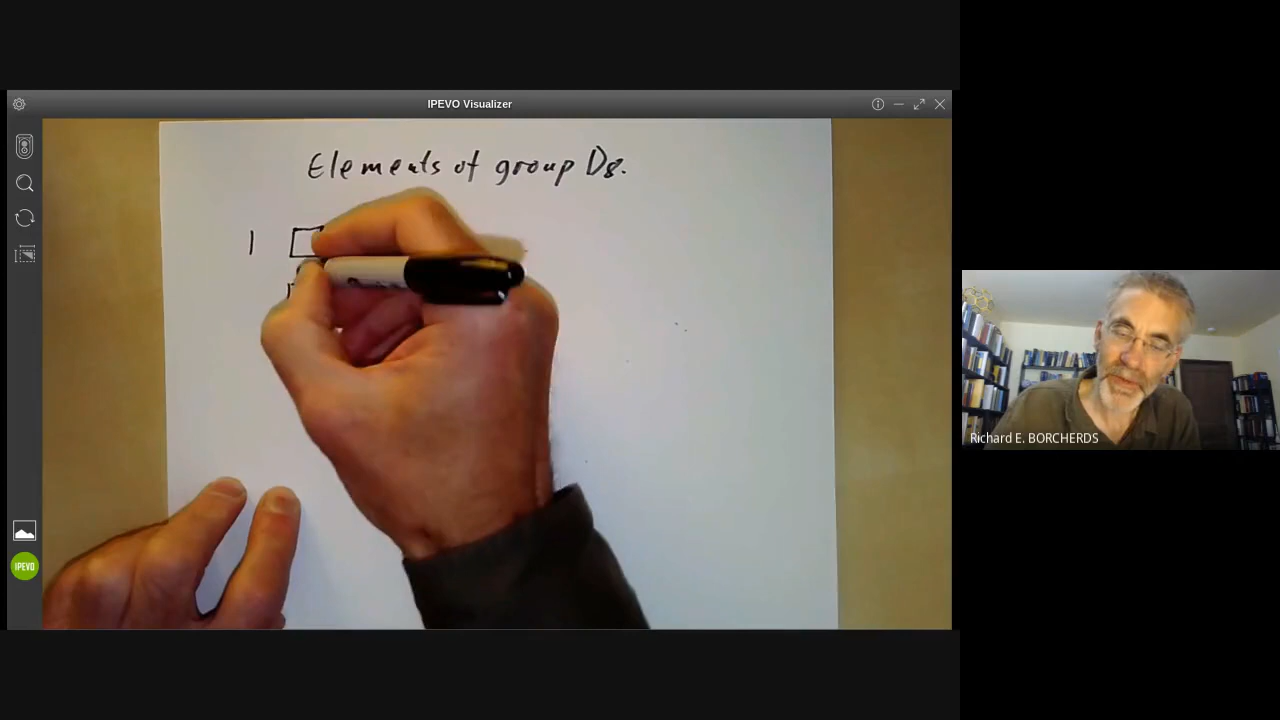 IPEVO Visualizer
Elements of group D8.
1
IPEVO
Richard E. BORCHERDS